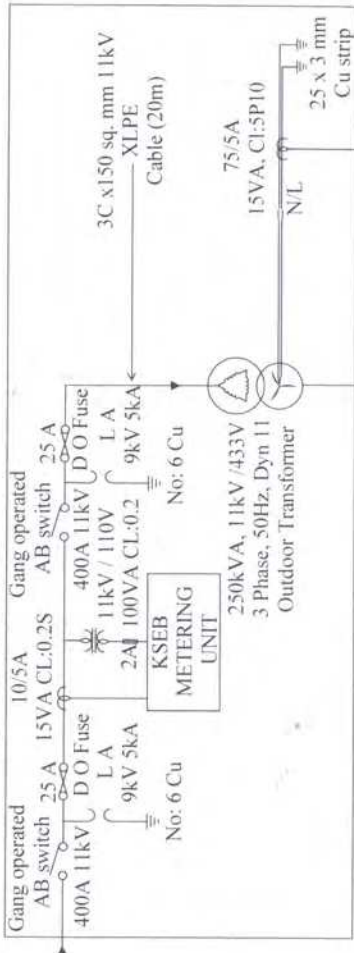 Gang operated
AB switch
25 A
D O Fuse
400A 11kV
L A
9kV 5kA
No: 6 Cu
10/5A
15VA CL:0.2S
11kV / 110V
2A
100VA CL:0.2
KSEB
METERING
UNIT
Gang operated
AB switch
25 A
D O Fuse
400A 11kV
L A
9kV 5kA
No: 6 Cu
3C x150 sq. mm 11kV
XLPE
Cable (20m)
250kVA, 11kV /433V
3 Phase, 50Hz, Dyn 11
Outdoor Transformer
75/5A
15VA, Cl:5P10
N/L
25 x 3 mm
Cu strip